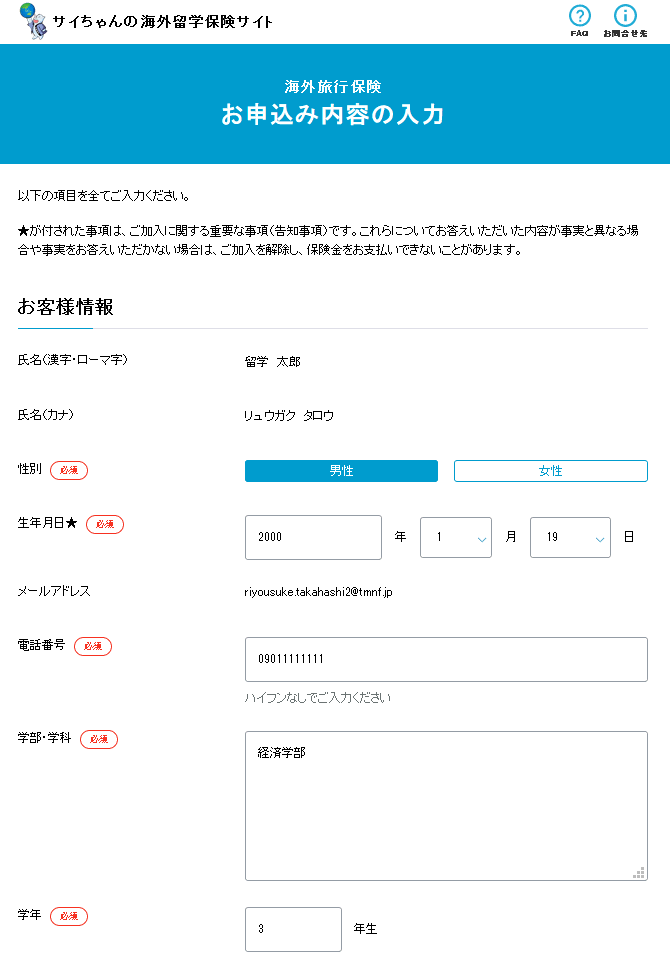 サイちゃんの海外留学保険サイト
FAQ
お問合せ先
海外旅行保険
お申込み内容の入力
以下の項目を全てご入力ください。
★が付された事項は、ご加入に関する重要な事項（告知事項）です。これらについてお答えいただいた内容が事実と異なる場
合や事実をお答えいただかない場合は、ご加入を解除し、保険金をお支払いできないことがあります。
お客様情報
氏名（漢字・ローマ字） 留学 太郎
氏名（カナ） リュウガク タロウ
性別 必須 男性 女性
生年月日★ 必須 2000 年 1 月 19 日
メールアドレス riyousuke.takahashi2@tmnf.jp
電話番号 必須 09011111111
ハイフンなしでご入力ください
学部・学科 必須 経済学部
学年 必須 3 年生